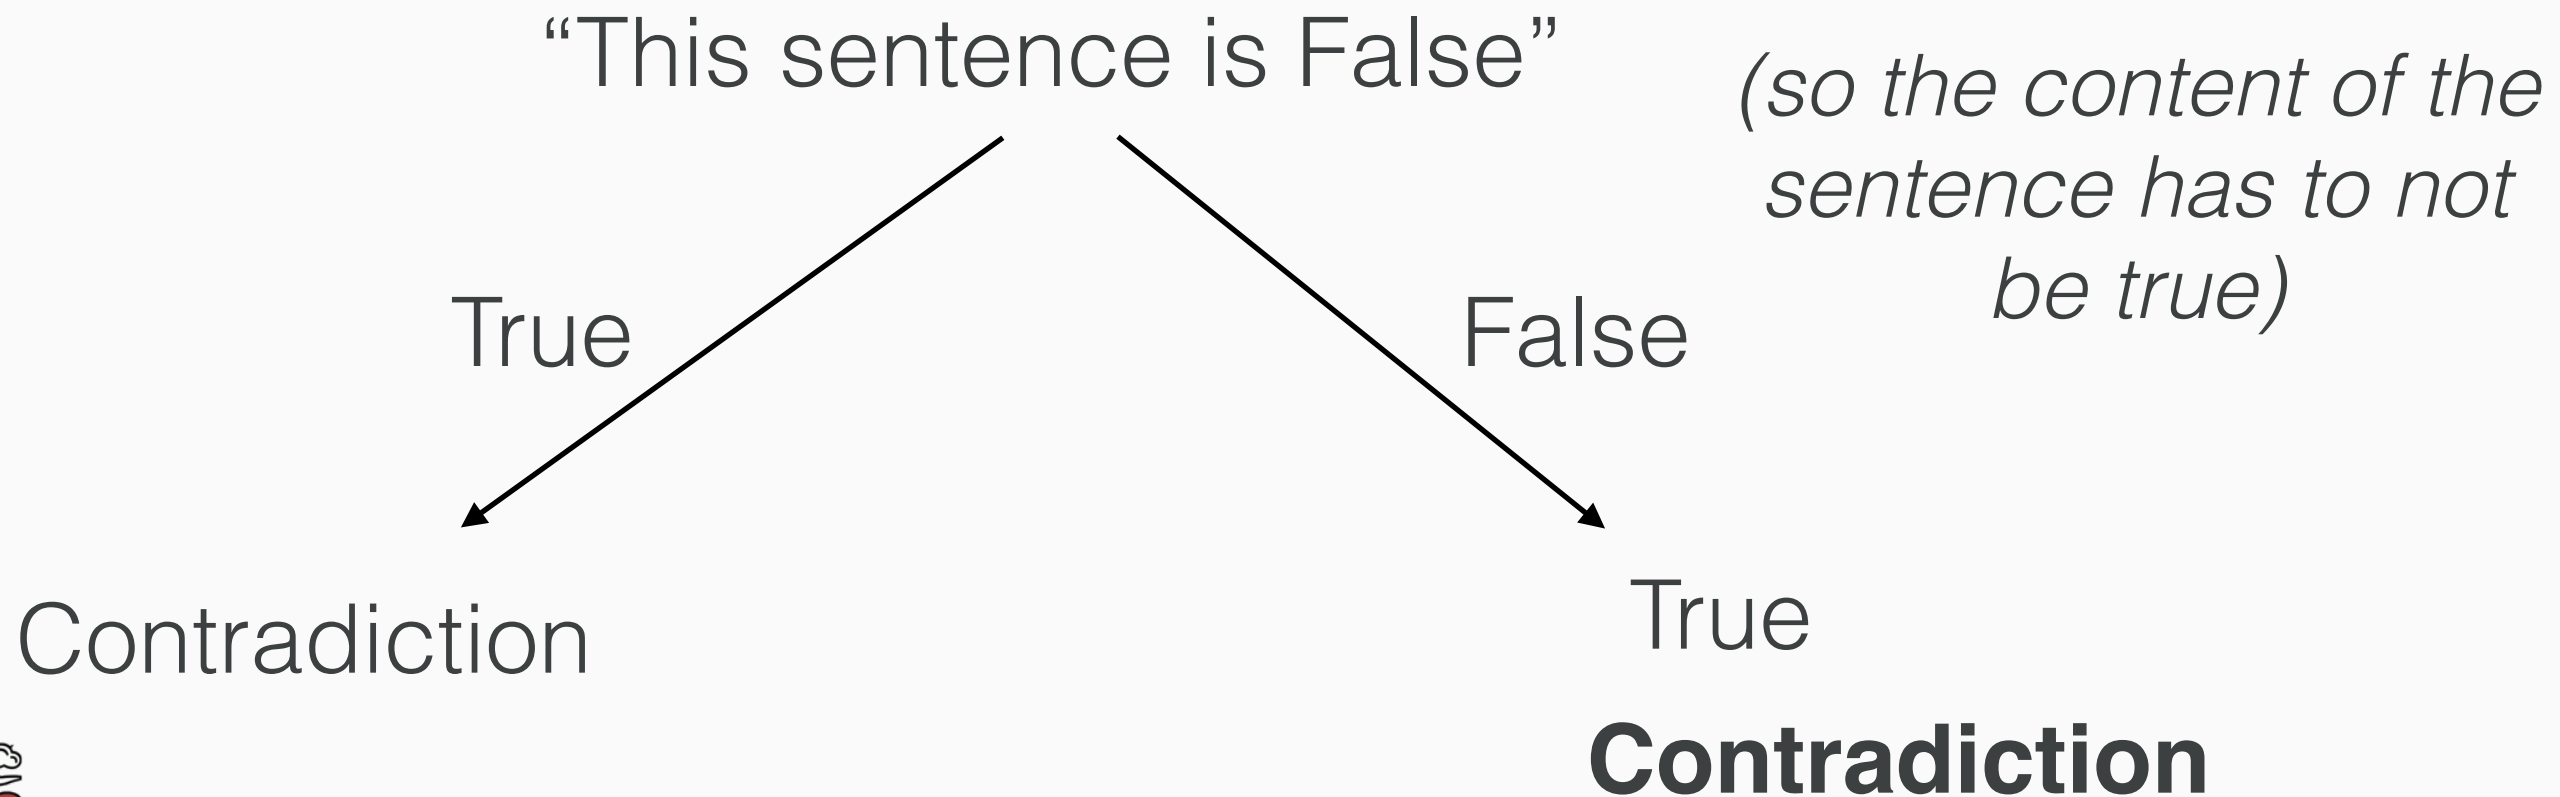 “This sentence is False”
(so the content of the
sentence has to not
be true)
True
False
Contradiction
True
Contradiction